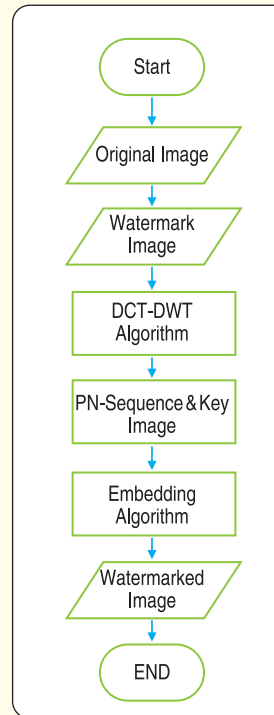 Start
Original Image
Watermark
Image
DCT-DWT
Algorithm
PN-Sequence & Key
Image
Embedding
Algorithm
Watermarked
Image
END